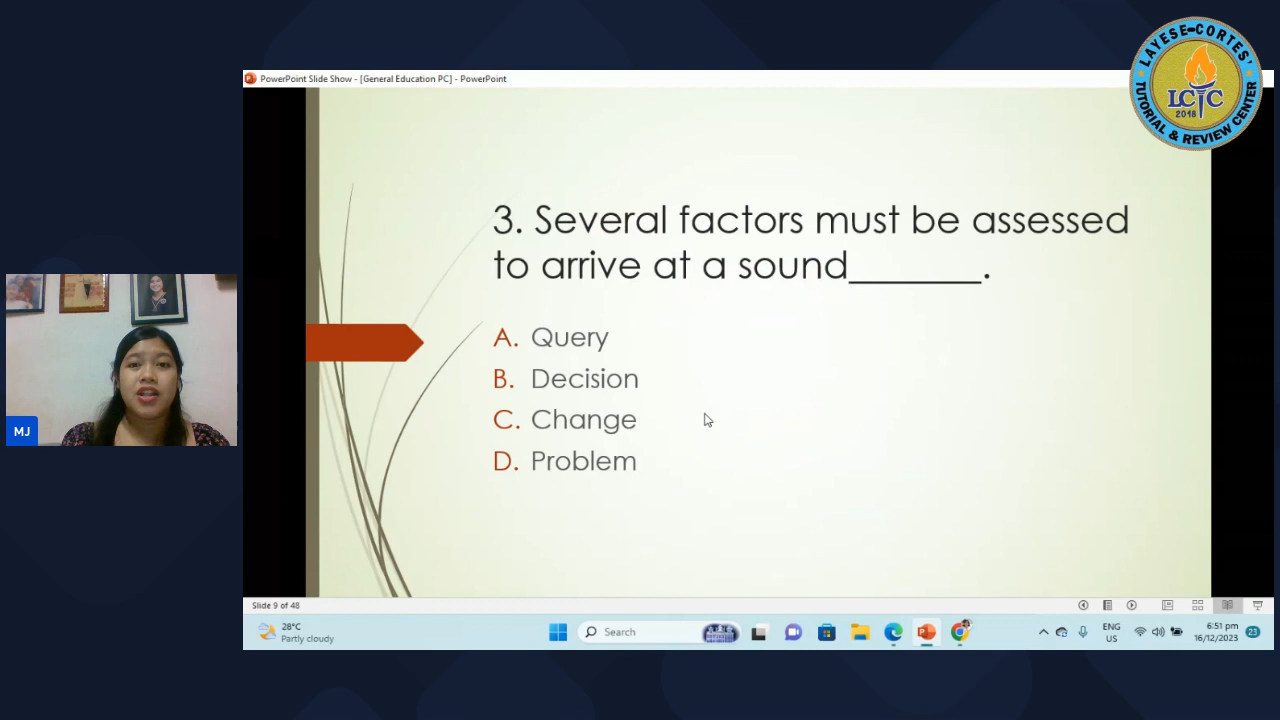 LAYESE-CORTES'
LCTC
2018
TUTORIAL & REVIEW CENTER
PowerPoint Slide Show - [General Education PC] - PowerPoint
3. Several factors must be assessed
to arrive at a sound_______.
A. Query
B. Decision
C. Change
D. Problem
MJ
Slide 9 of 48
28°C
Partly cloudy
Search
ENG
US
6:51 pm
16/12/2023
23